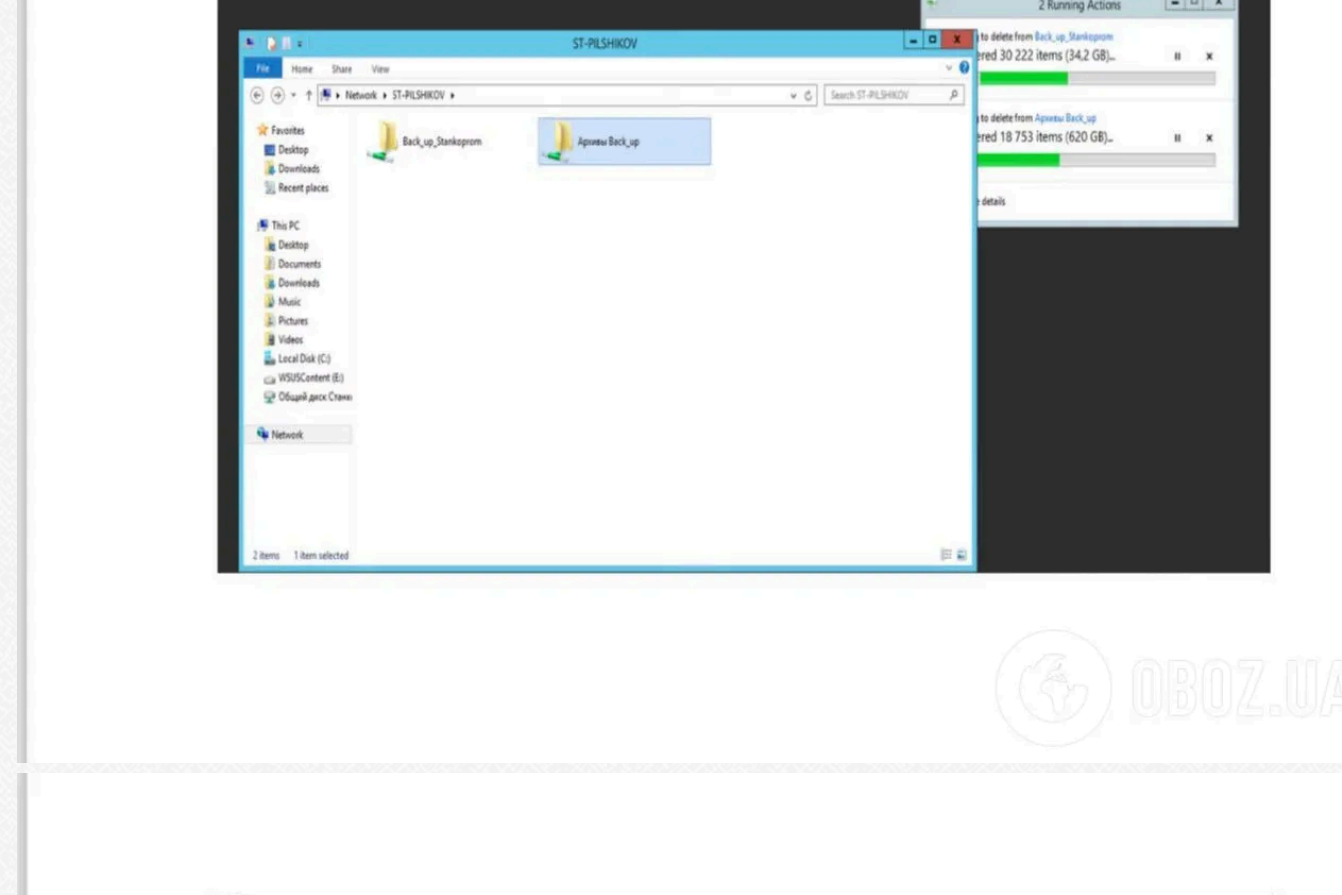 2 Running Actions
ST-PILSHIKOV
to delete from Back_up_Stankoprom
ered 30 222 items (34,2 GB)...
File Home Share View
Network ST-PILSHIKOV
Search ST-PILSHIKOV
to delete from Архивы Back_up
ered 18 753 items (620 GB)...
details
Favorites
Desktop
Downloads
Recent places
Back_up_Stankoprom
Архивы Back_up
This PC
Desktop
Documents
Downloads
Music
Pictures
Videos
Local Disk (C:)
WSUSContent (E:)
Общий диск Станк
Network
2 items 1 item selected
OBOZ.UA